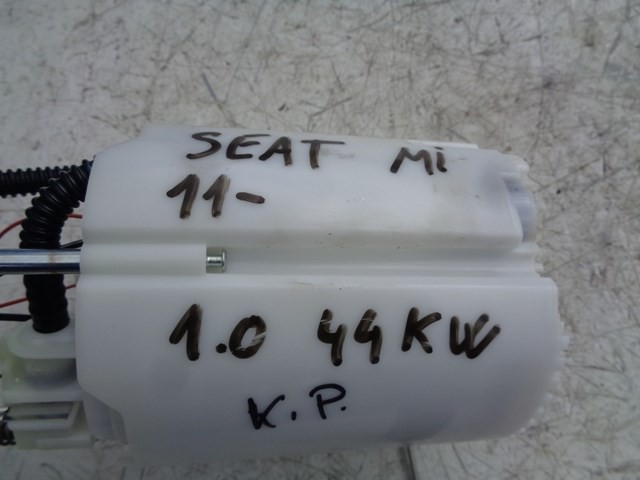 SEAT Mi
11-
1.0 44KW
K.P.